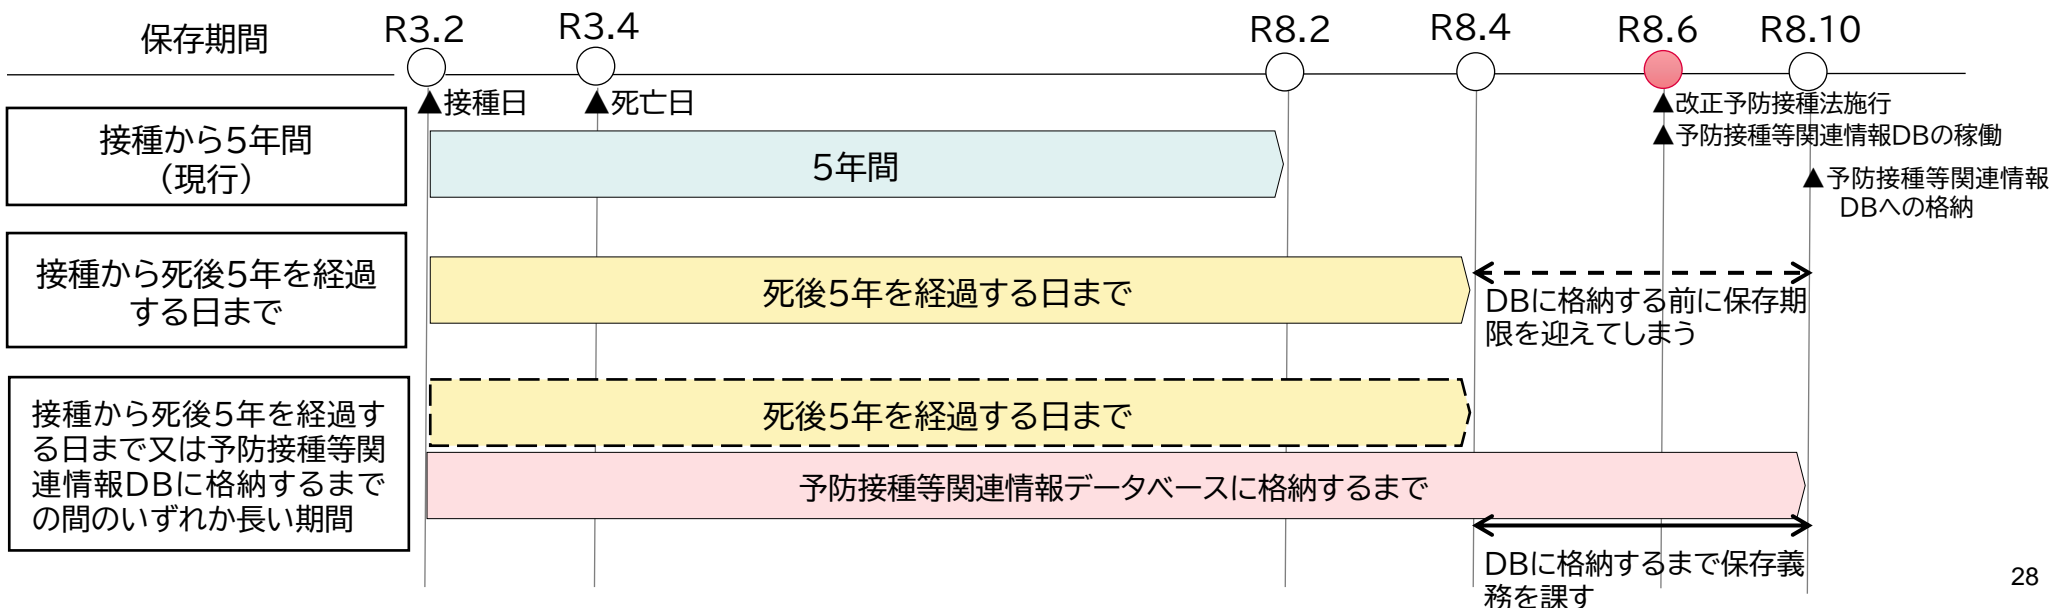 保存期間
R3.2
R3.4
R8.2
R8.4
R8.6
R8.10
▲接種日
▲死亡日
▲改正予防接種法施行
▲予防接種等関連情報DBの稼働
▲予防接種等関連情報
DBへの格納
接種から5年間
（現行）
5年間
接種から死後5年を経過
する日まで
死後5年を経過する日まで
DBに格納する前に保存期
限を迎えてしまう
接種から死後5年を経過す
る日まで又は予防接種等関
連情報DBに格納するまで
の間のいずれか長い期間
死後5年を経過する日まで
予防接種等関連情報データベースに格納するまで
DBに格納するまで保存義
務を課す
28